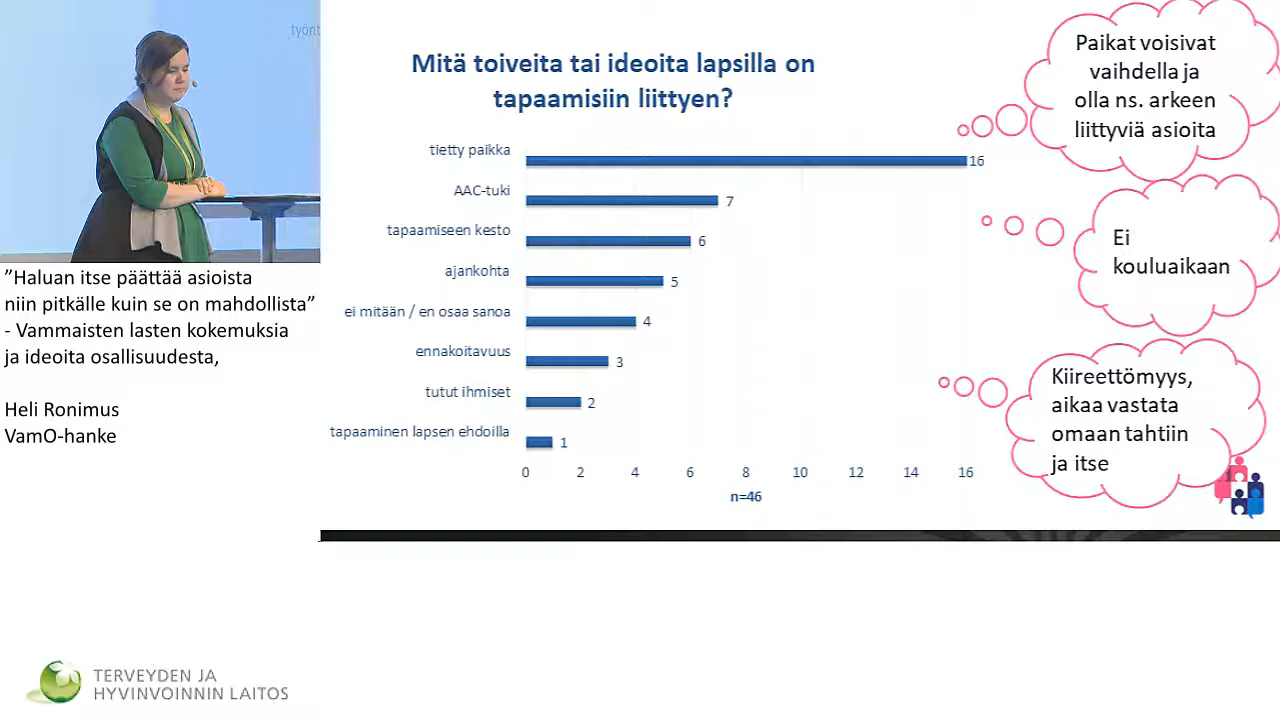 työnt
"Haluan itse päättää asioista
niin pitkälle kuin se on mahdollista"
- Vammaisten lasten kokemuksia
ja ideoita osallisuudesta,
Heli Ronimus
VamO-hanke
Mitä toiveita tai ideoita lapsilla on
tapaamisiin liittyen?
tietty paikka 16
AAC-tuki 7
tapaamiseen kesto 6
ajankohta 5
ei mitään / en osaa sanoa 4
ennakoitavuus 3
tutut ihmiset 2
tapaaminen lapsen ehdoilla 1
0 2 4 6 8 10 12 14 16
n=46
Paikat voisivat
vaihdella ja
olla ns. arkeen
liittyviä asioita
Ei
kouluaikaan
Kiireettömyys,
aikaa vastata
omaan tahtiin
ja itse
TERVEYDEN JA
HYVINVOINNIN LAITOS